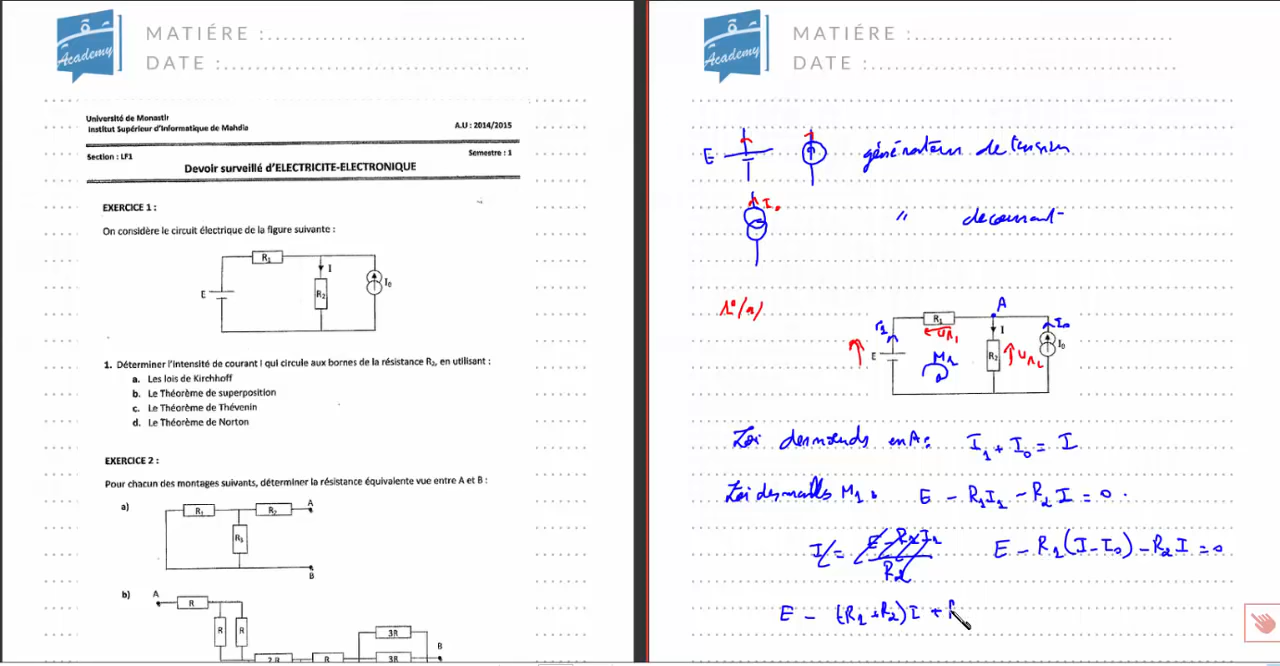 Academy
MATIÉRE :
DATE :
Université de Monastir
Institut Supérieur d'Informatique de Mahdia
A.U : 2014/2015
Section : LF1
Semestre : 1
Devoir surveillé d'ELECTRICITE-ELECTRONIQUE
EXERCICE 1 :
On considère le circuit électrique de la figure suivante :
R1
I
E
R2
I0
1. Déterminer l'intensité de courant I qui circule aux bornes de la résistance R2, en utilisant :
a. Les lois de Kirchhoff
b. Le Théorème de superposition
c. Le Théorème de Thévenin
d. Le Théorème de Norton
EXERCICE 2 :
Pour chacun des montages suivants, déterminer la résistance équivalente vue entre A et B :
a)
R1
R2
A
R3
B
b)
A
R
R
R
2R
R
3R
3R
B
Academy
MATIÉRE :
DATE :
E
générateur de tension
I0
" de courant
1°/a)
A
I1
R1
UR1
I
I0
E
M1
R2
UR2
I0
Loi des nœuds en A : I1 + I0 = I
Loi des mailles M1 : E - R1I1 - R2I = 0.
E - R1(I-I0) - R2I = 0
E - (R1+R2)I +